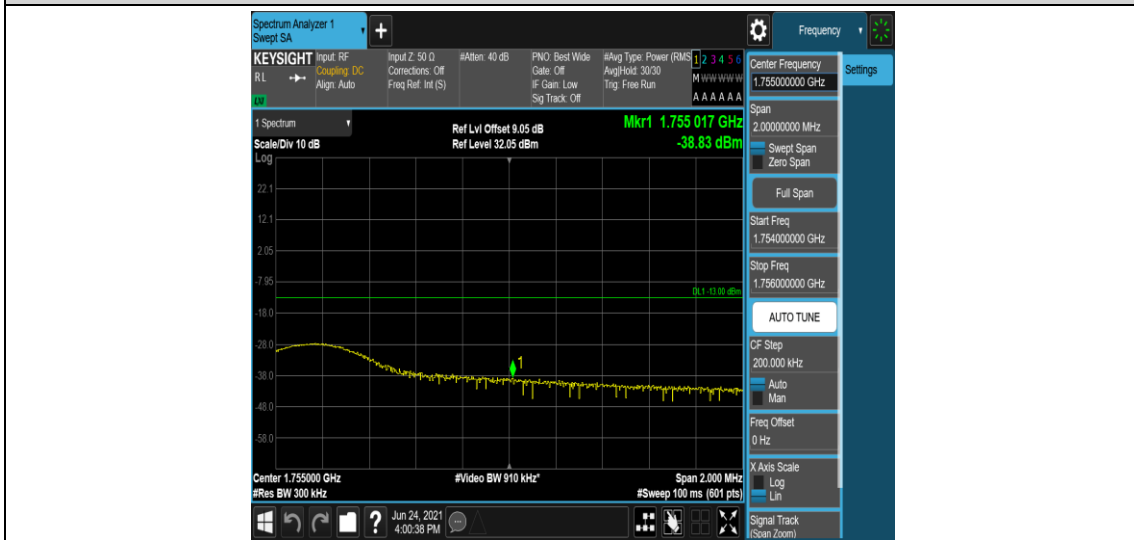 Spectrum Analyzer 1
Swept SA
+
Frequency
KEYSIGHT
RL
LXI
Input: RF
Coupling: DC
Align: Auto
Input Z: 50 Ω
Corrections: Off
Freq Ref: Int (S)
#Atten: 40 dB
PNO: Best Wide
Gate: Off
IF Gain: Low
Sig Track: Off
#Avg Type: Power (RMS
Avg|Hold: 30/30
Trig: Free Run
1 2 3 4 5 6
M W W W W W
A A A A A A
1 Spectrum
Scale/Div 10 dB
Log
Ref Lvl Offset 9.05 dB
Ref Level 32.05 dBm
Mkr1 1.755 017 GHz
-38.83 dBm
22.1
12.1
2.05
-7.95
DL1 -13.00 dBm
-18.0
-28.0
1
-38.0
-48.0
-58.0
Center 1.755000 GHz
#Res BW 300 kHz
#Video BW 910 kHz*
Span 2.000 MHz
#Sweep 100 ms (601 pts)
?
Jun 24, 2021
4:00:38 PM
Center Frequency
1.755000000 GHz
Settings
Span
2.00000000 MHz
Swept Span
Zero Span
Full Span
Start Freq
1.754000000 GHz
Stop Freq
1.756000000 GHz
AUTO TUNE
CF Step
200.000 kHz
Auto
Man
Freq Offset
0 Hz
X Axis Scale
Log
Lin
Signal Track
(Span Zoom)